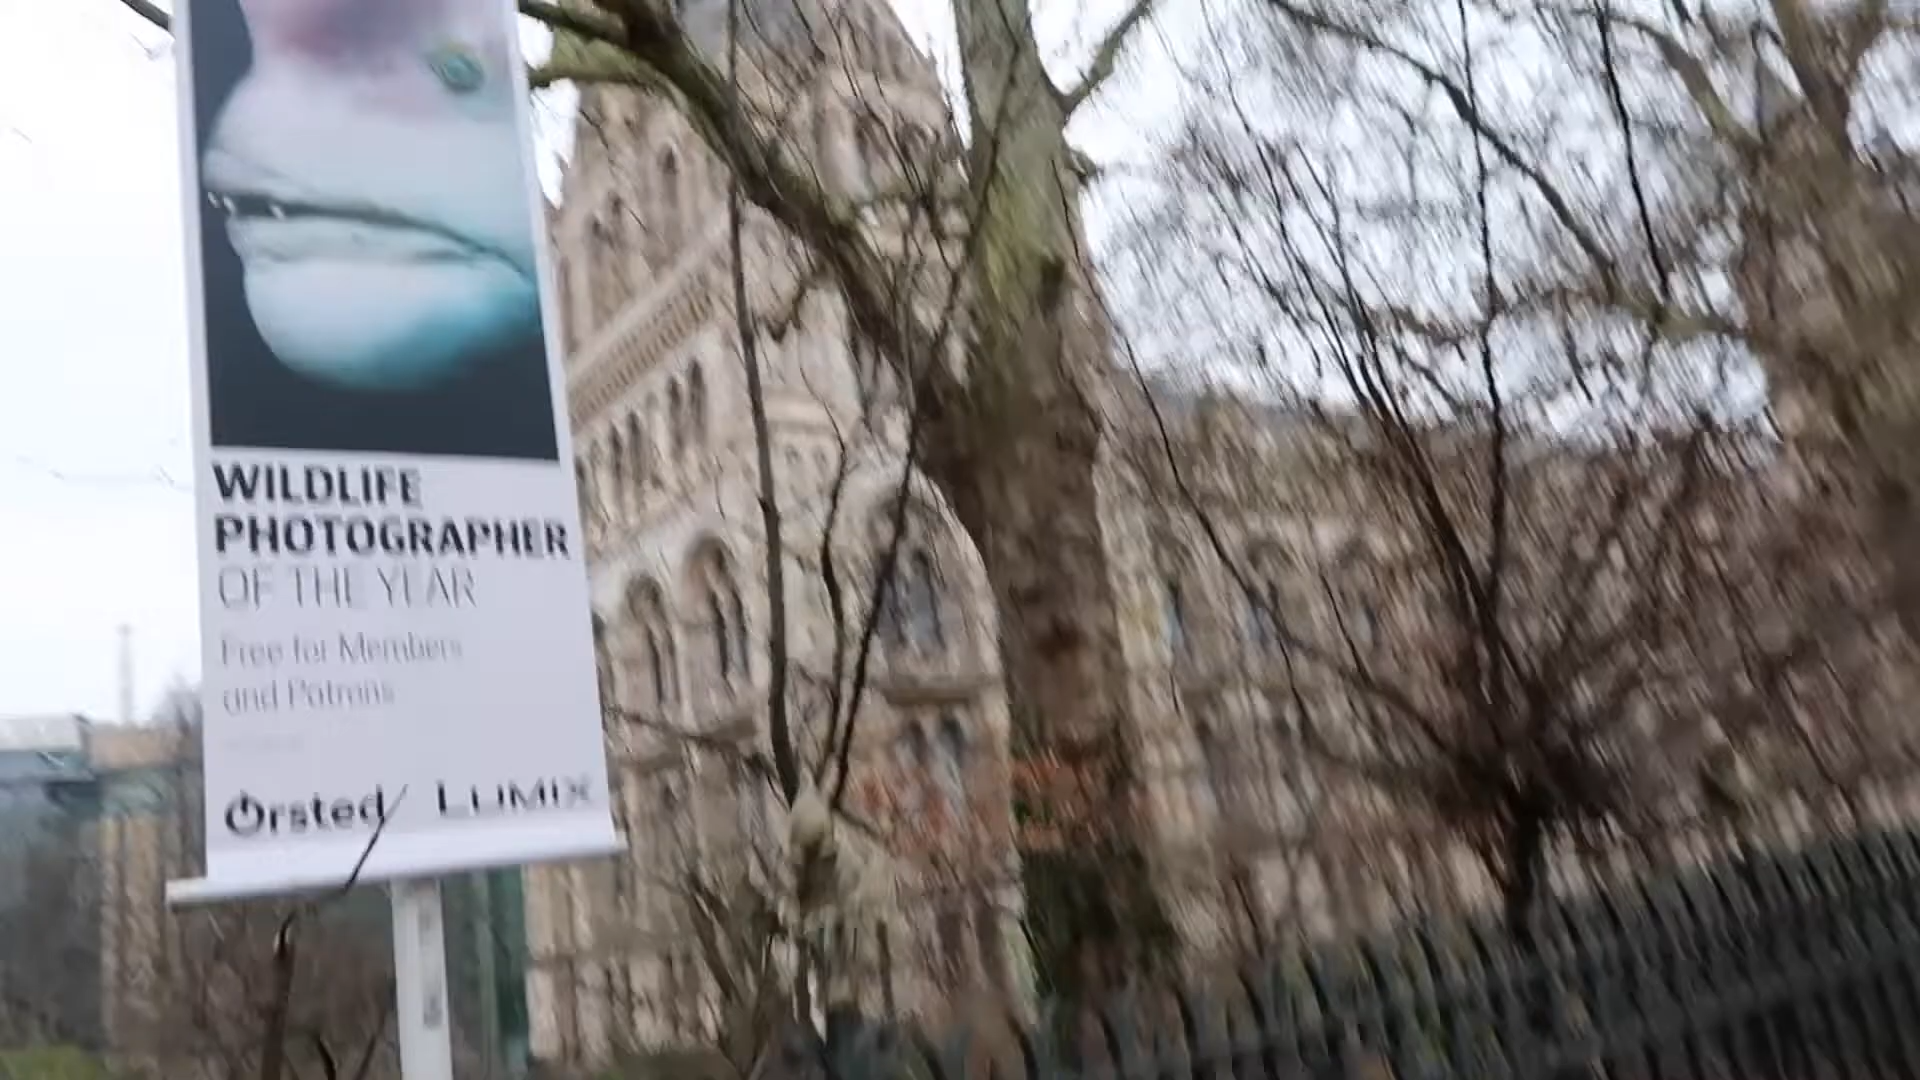 WILDLIFE
PHOTOGRAPHER
OF THE YEAR
Free for Members
and Patrons
Ørsted LUMIX